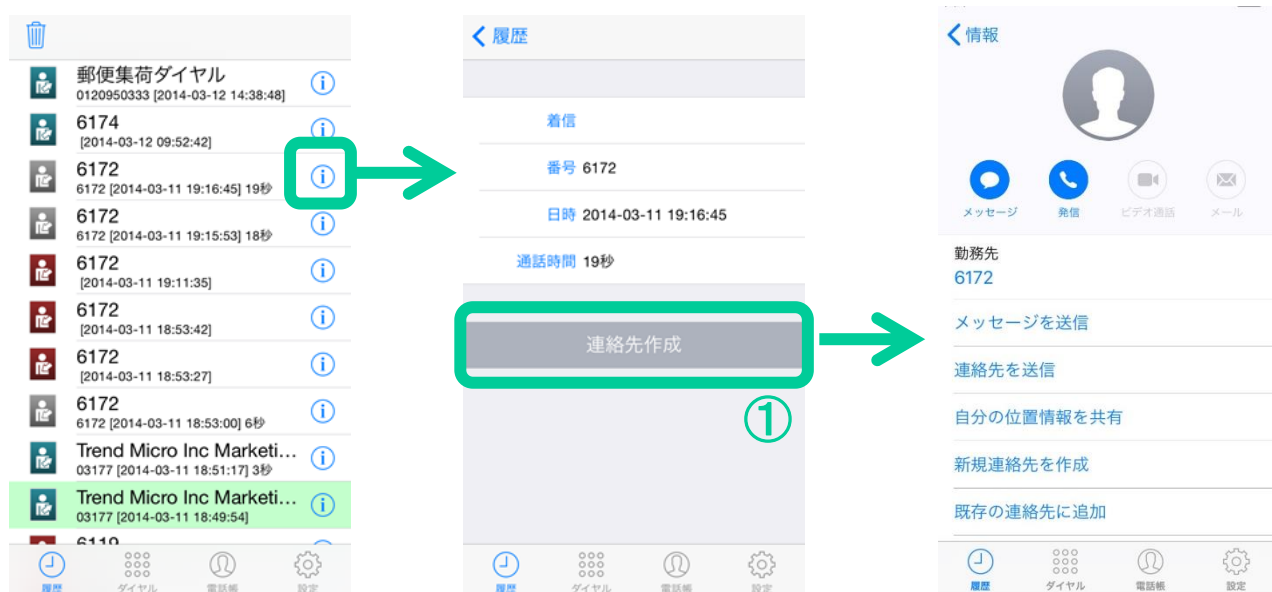 郵便集荷ダイヤル
0120950333 [2014-03-12 14:38:48]
6174
[2014-03-12 09:52:42]
6172
6172 [2014-03-11 19:16:45] 19秒
6172
6172 [2014-03-11 19:15:53] 18秒
6172
[2014-03-11 19:11:35]
6172
[2014-03-11 18:53:42]
6172
[2014-03-11 18:53:27]
6172
6172 [2014-03-11 18:53:00] 6秒
Trend Micro Inc Marketi...
03177 [2014-03-11 18:51:17] 3秒
Trend Micro Inc Marketi...
03177 [2014-03-11 18:49:54]
6119
履歴 ダイヤル 電話帳 設定
履歴
着信
番号 6172
日時 2014-03-11 19:16:45
通話時間 19秒
連絡先作成
①
履歴 ダイヤル 電話帳 設定
情報
メッセージ 発信 ビデオ通話 メール
勤務先
6172
メッセージを送信
連絡先を送信
自分の位置情報を共有
新規連絡先を作成
既存の連絡先に追加
履歴 ダイヤル 電話帳 設定